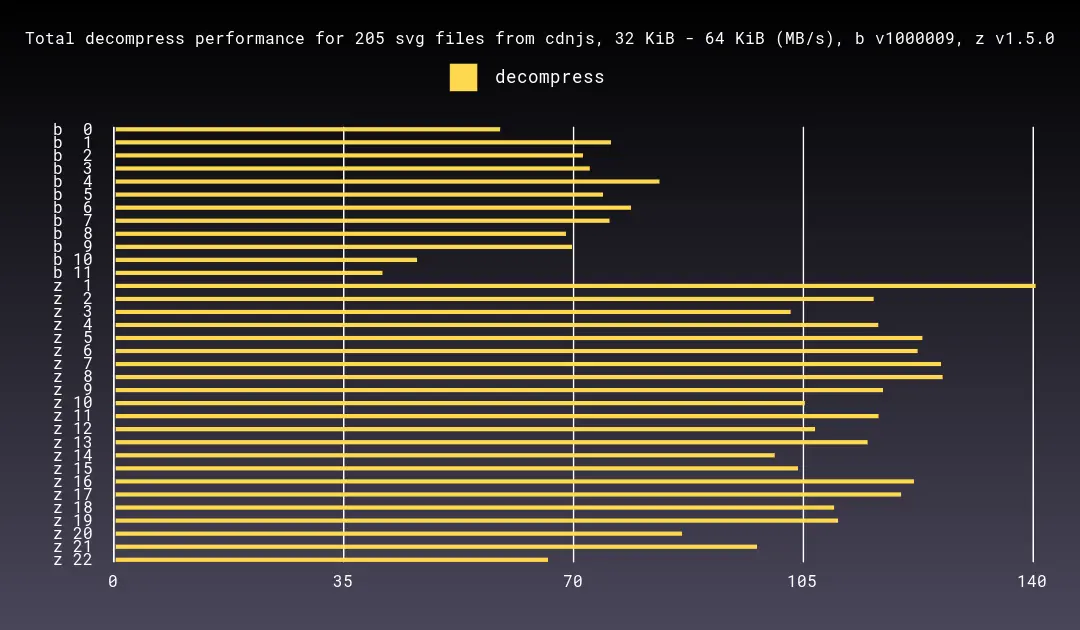 Total decompress performance for 205 svg files from cdnjs, 32 KiB - 64 KiB (MB/s), b v1000009, z v1.5.0
decompress
b 0
b 1
b 2
b 3
b 4
b 5
b 6
b 7
b 8
b 9
b 10
b 11
z 1
z 2
z 3
z 4
z 5
z 6
z 7
z 8
z 9
z 10
z 11
z 12
z 13
z 14
z 15
z 16
z 17
z 18
z 19
z 20
z 21
z 22
0 35 70 105 140